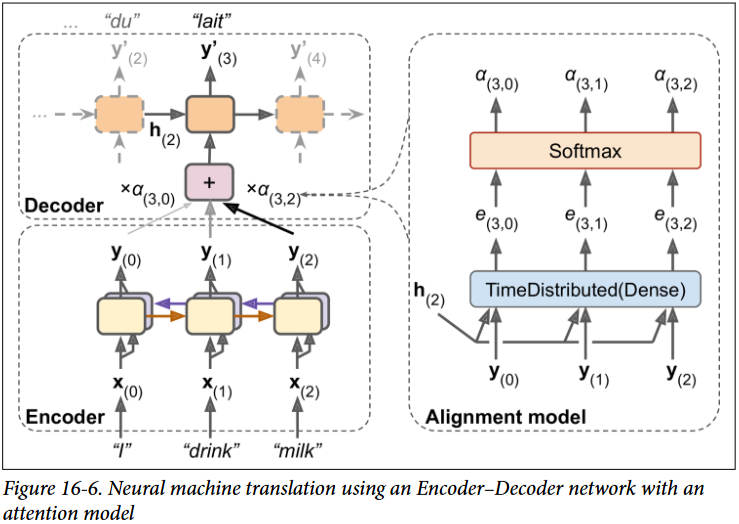 ... "du" "lait"
y'(2) y'(3) y'(4)
...
h(2)
+
×α(3,0) ×α(3,2)
Decoder
y(0) y(1) y(2)
x(0) x(1) x(2)
Encoder
"I" "drink" "milk"
α(3,0) α(3,1) α(3,2)
Softmax
e(3,0) e(3,1) e(3,2)
h(2)
TimeDistributed(Dense)
y(0) y(1) y(2)
Alignment model
Figure 16-6. Neural machine translation using an Encoder–Decoder network with an
attention model